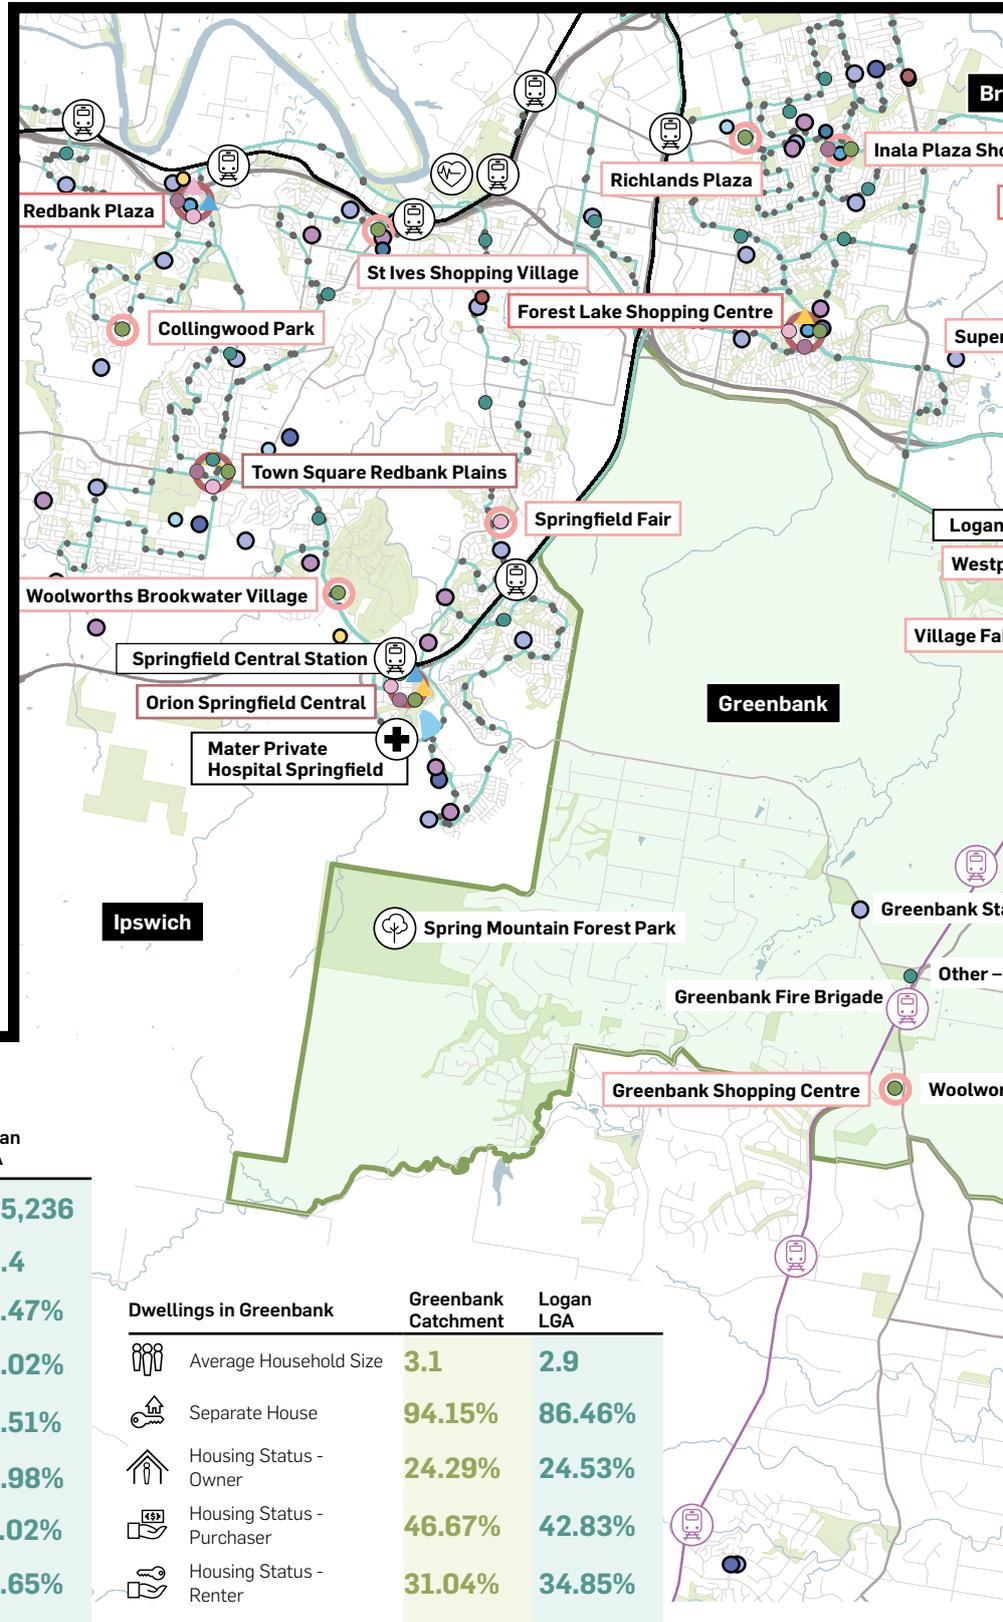 Br
Inala Plaza Sho
Richlands Plaza
Redbank Plaza
St Ives Shopping Village
Forest Lake Shopping Centre
Collingwood Park
Super
Town Square Redbank Plains
Springfield Fair
Logan
Westp
Woolworths Brookwater Village
Village Fai
Springfield Central Station
Orion Springfield Central
Greenbank
Mater Private
Hospital Springfield
Ipswich
Greenbank Sta
Spring Mountain Forest Park
Other –
Greenbank Fire Brigade
Greenbank Shopping Centre
Woolwor
an
A
5,236
.4
.47%
.02%
.51%
.98%
.02%
.65%
Dwellings in Greenbank
Greenbank
Catchment
Logan
LGA
Average Household Size 3.1 2.9
Separate House 94.15% 86.46%
Housing Status -
Owner
24.29% 24.53%
Housing Status -
Purchaser
46.67% 42.83%
Housing Status -
Renter
31.04% 34.85%